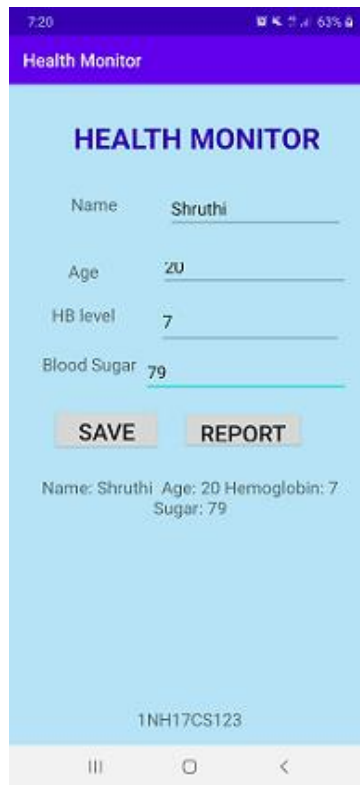 7:20 63%
Health Monitor
HEALTH MONITOR
Name Shruthi
Age 20
HB level 7
Blood Sugar 79
SAVE REPORT
Name: Shruthi Age: 20 Hemoglobin: 7
Sugar: 79
1NH17CS123